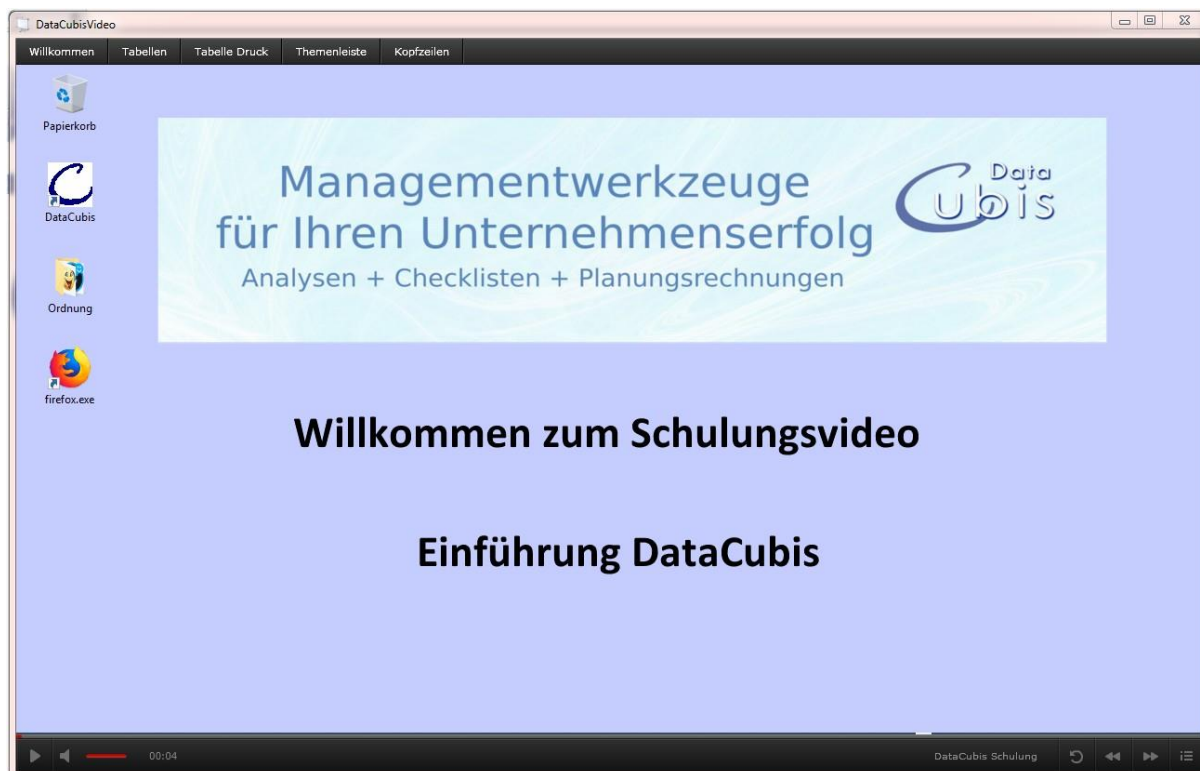 DataCubisVideo
Willkommen Tabellen Tabelle Druck Themenleiste Kopfzeilen
Papierkorb
DataCubis
Ordnung
firefox.exe
Managementwerkzeuge
für Ihren Unternehmenserfolg
Analysen + Checklisten + Planungsrechnungen
Data
Cubis
Willkommen zum Schulungsvideo
Einführung DataCubis
00:04
DataCubis Schulung